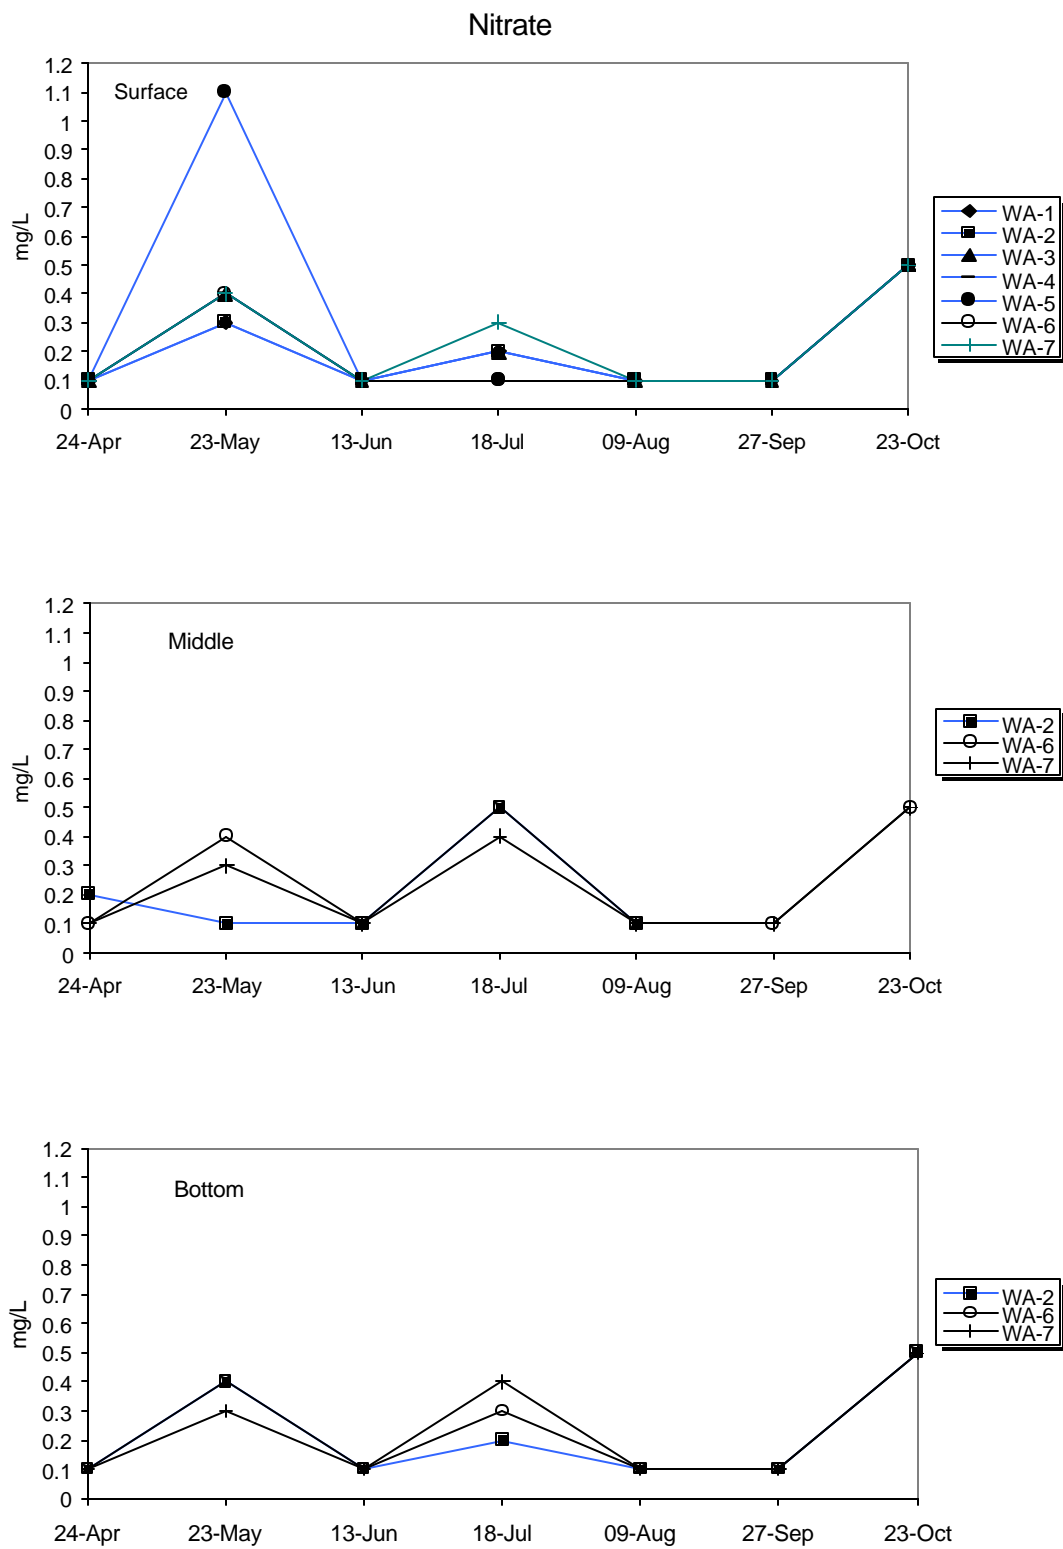 Nitrate
1.2
1.1
1
0.9
0.8
0.7
0.6
0.5
0.4
0.3
0.2
0.1
0
mg/L
Surface
24-Apr 23-May 13-Jun 18-Jul 09-Aug 27-Sep 23-Oct
WA-1
WA-2
WA-3
WA-4
WA-5
WA-6
WA-7
1.2
1.1
1
0.9
0.8
0.7
0.6
0.5
0.4
0.3
0.2
0.1
0
mg/L
Middle
24-Apr 23-May 13-Jun 18-Jul 09-Aug 27-Sep 23-Oct
WA-2
WA-6
WA-7
1.2
1.1
1
0.9
0.8
0.7
0.6
0.5
0.4
0.3
0.2
0.1
0
mg/L
Bottom
24-Apr 23-May 13-Jun 18-Jul 09-Aug 27-Sep 23-Oct
WA-2
WA-6
WA-7